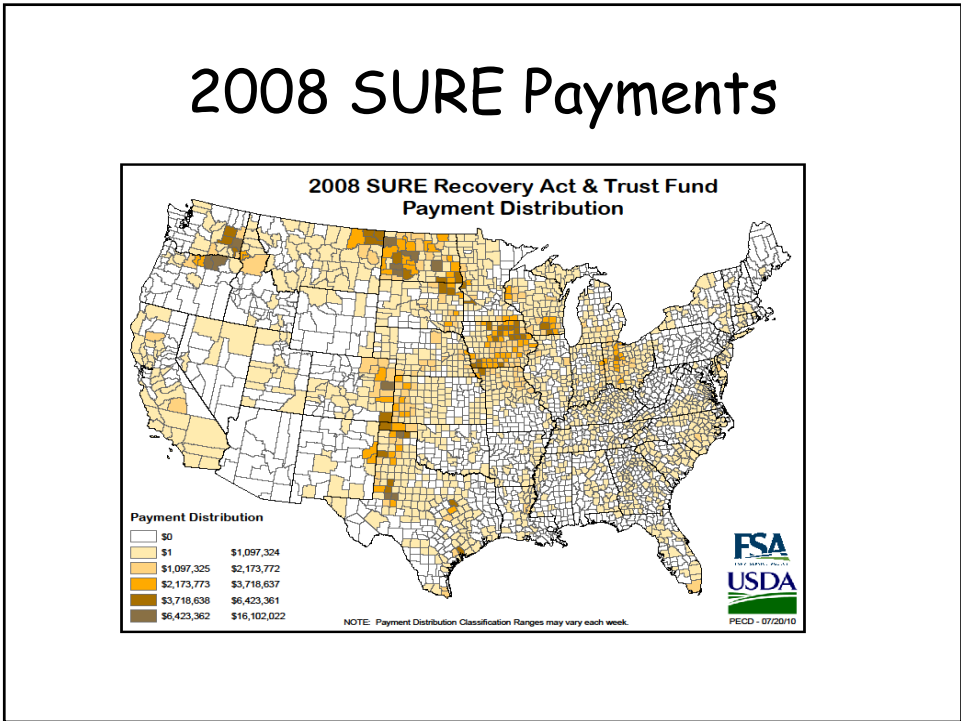 2008 SURE Payments
2008 SURE Recovery Act & Trust Fund
Payment Distribution
Payment Distribution
$0
$1 $1,097,324
$1,097,325 $2,173,772
$2,173,773 $3,718,637
$3,718,638 $6,423,361
$6,423,362 $16,102,022
NOTE: Payment Distribution Classification Ranges may vary each week.
FSA
USDA
PECD - 07/20/10